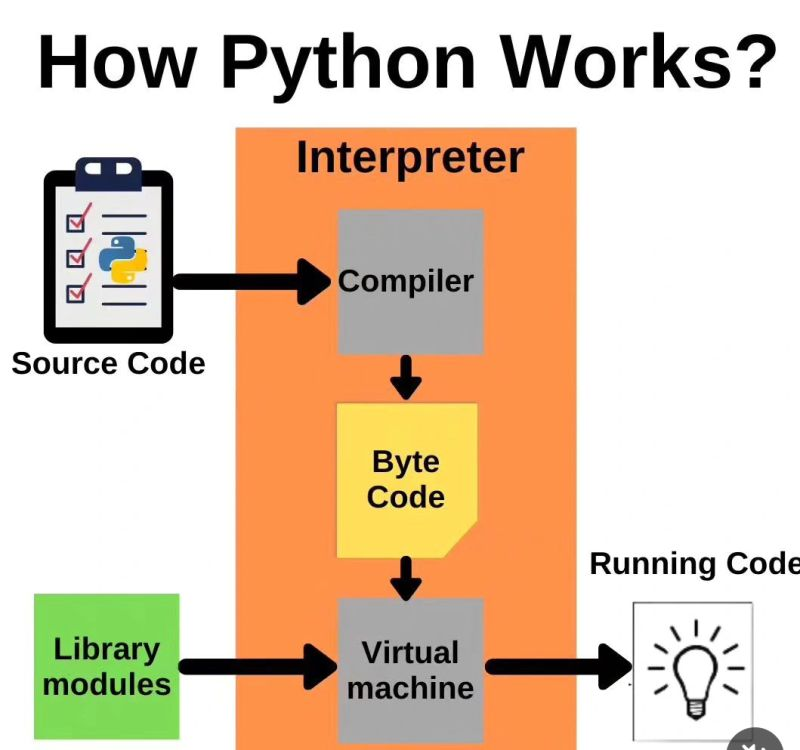 How Python Works?
Interpreter
Compiler
Source Code
Byte
Code
Running Code
Library
modules
Virtual
machine